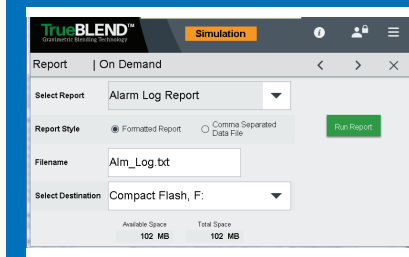 TrueBLEND™
Gravimetric Blending Technology
Simulation
Report | On Demand
Select Report Alarm Log Report
Report Style Formatted Report Comma Separated
Data File
Run Report
Filename Alm_Log.txt
Select Destination Compact Flash, F:
Available Space Total Space
102 MB 102 MB